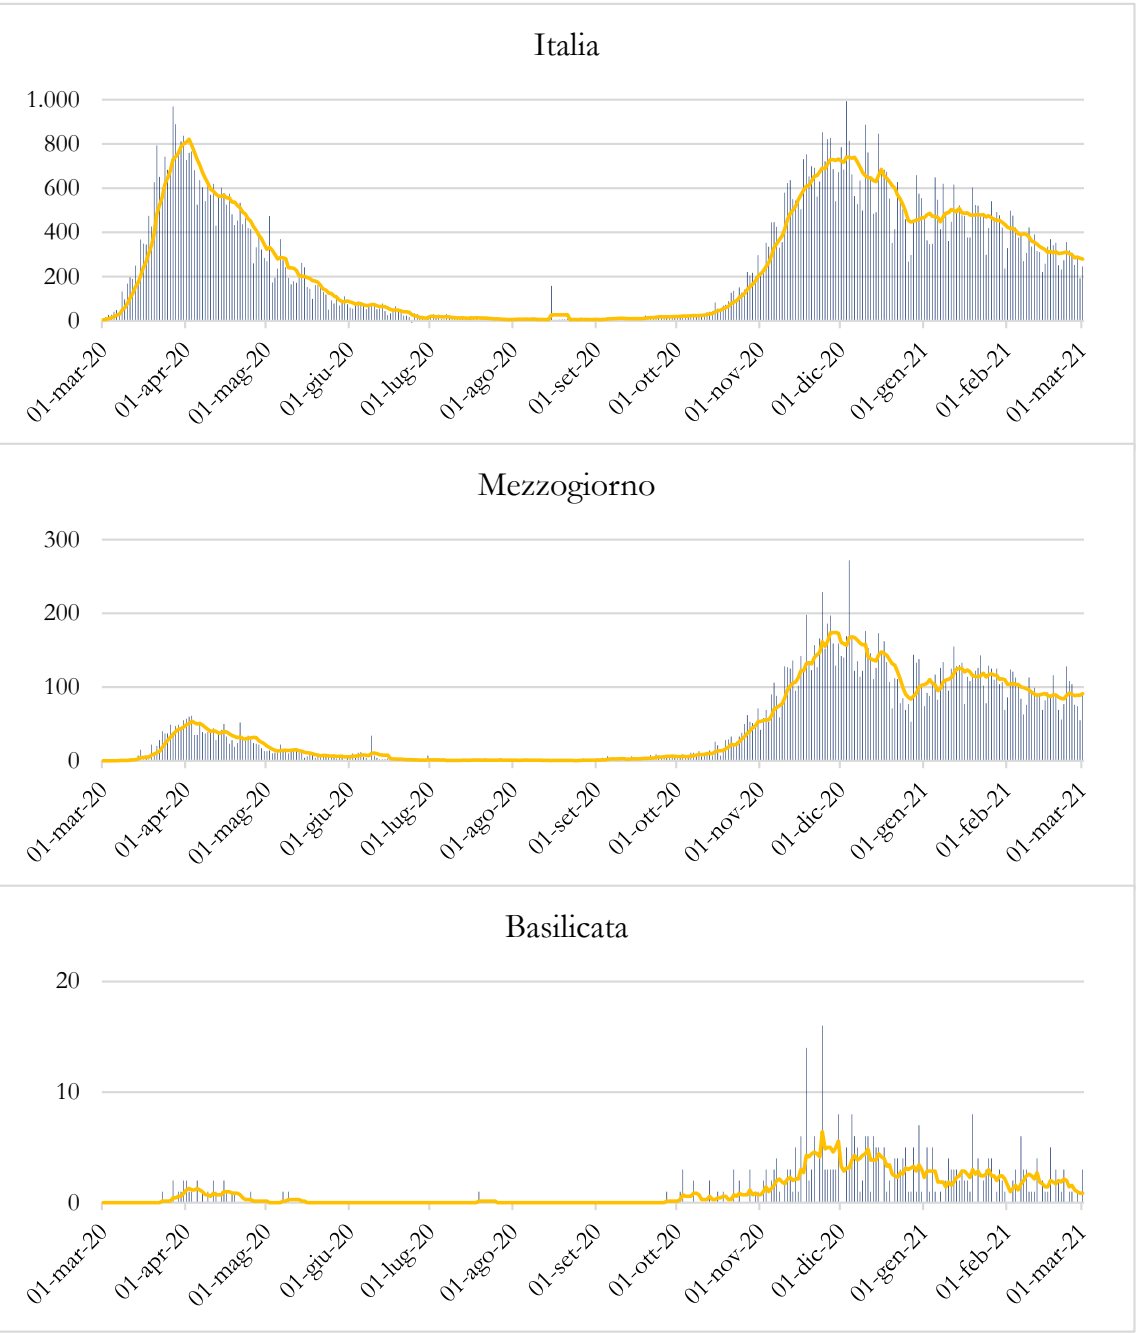 Italia
1.000
800
600
400
200
0
01-mar-20
01-apr-20
01-mag-20
01-giu-20
01-lug-20
01-ago-20
01-set-20
01-ott-20
01-nov-20
01-dic-20
01-gen-21
01-feb-21
01-mar-21
Mezzogiorno
300
200
100
0
01-mar-20
01-apr-20
01-mag-20
01-giu-20
01-lug-20
01-ago-20
01-set-20
01-ott-20
01-nov-20
01-dic-20
01-gen-21
01-feb-21
01-mar-21
Basilicata
20
10
0
01-mar-20
01-apr-20
01-mag-20
01-giu-20
01-lug-20
01-ago-20
01-set-20
01-ott-20
01-nov-20
01-dic-20
01-gen-21
01-feb-21
01-mar-21